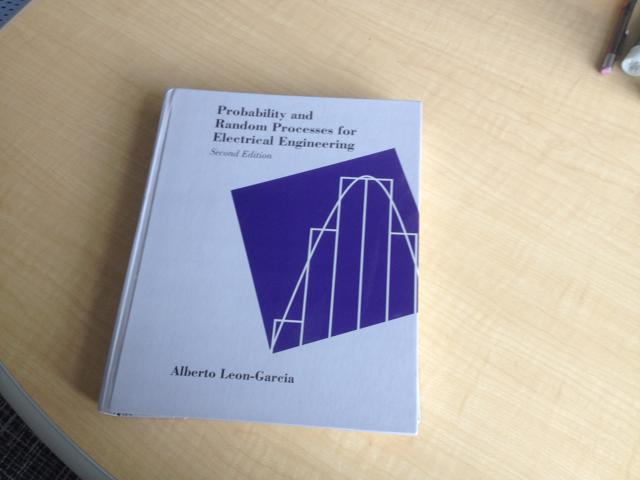 Probability and
Random Processes for
Electrical Engineering
Second Edition
Alberto Leon-Garcia